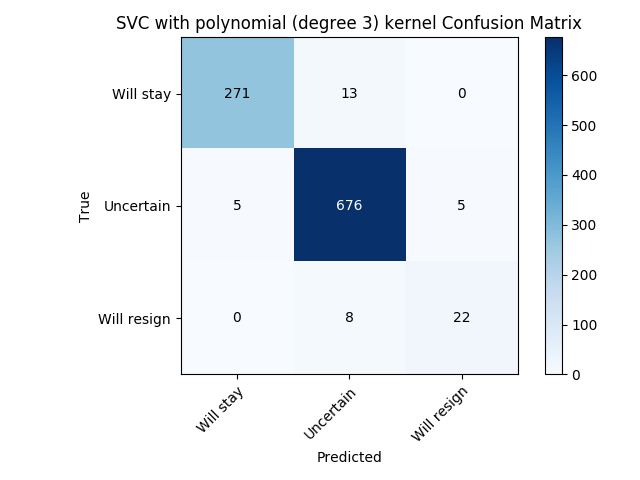 SVC with polynomial (degree 3) kernel Confusion Matrix
Will stay
271
13
0
Uncertain
5
676
5
Will resign
0
8
22
Will stay
Uncertain
Will resign
Predicted
True
600
500
400
300
200
100
0